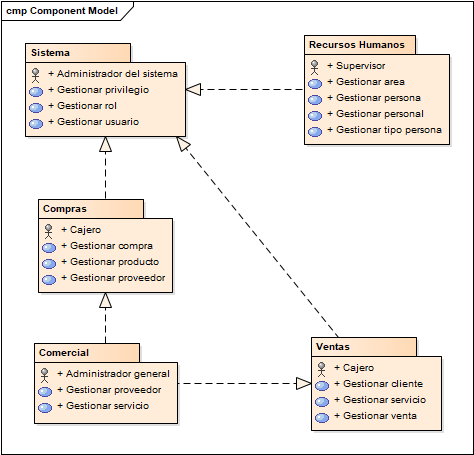 cmp Component Model
Sistema
+ Administrador del sistema
+ Gestionar privilegio
+ Gestionar rol
+ Gestionar usuario
Recursos Humanos
+ Supervisor
+ Gestionar area
+ Gestionar persona
+ Gestionar personal
+ Gestionar tipo persona
Compras
+ Cajero
+ Gestionar compra
+ Gestionar producto
+ Gestionar proveedor
Comercial
+ Administrador general
+ Gestionar proveedor
+ Gestionar servicio
Ventas
+ Cajero
+ Gestionar cliente
+ Gestionar servicio
+ Gestionar venta